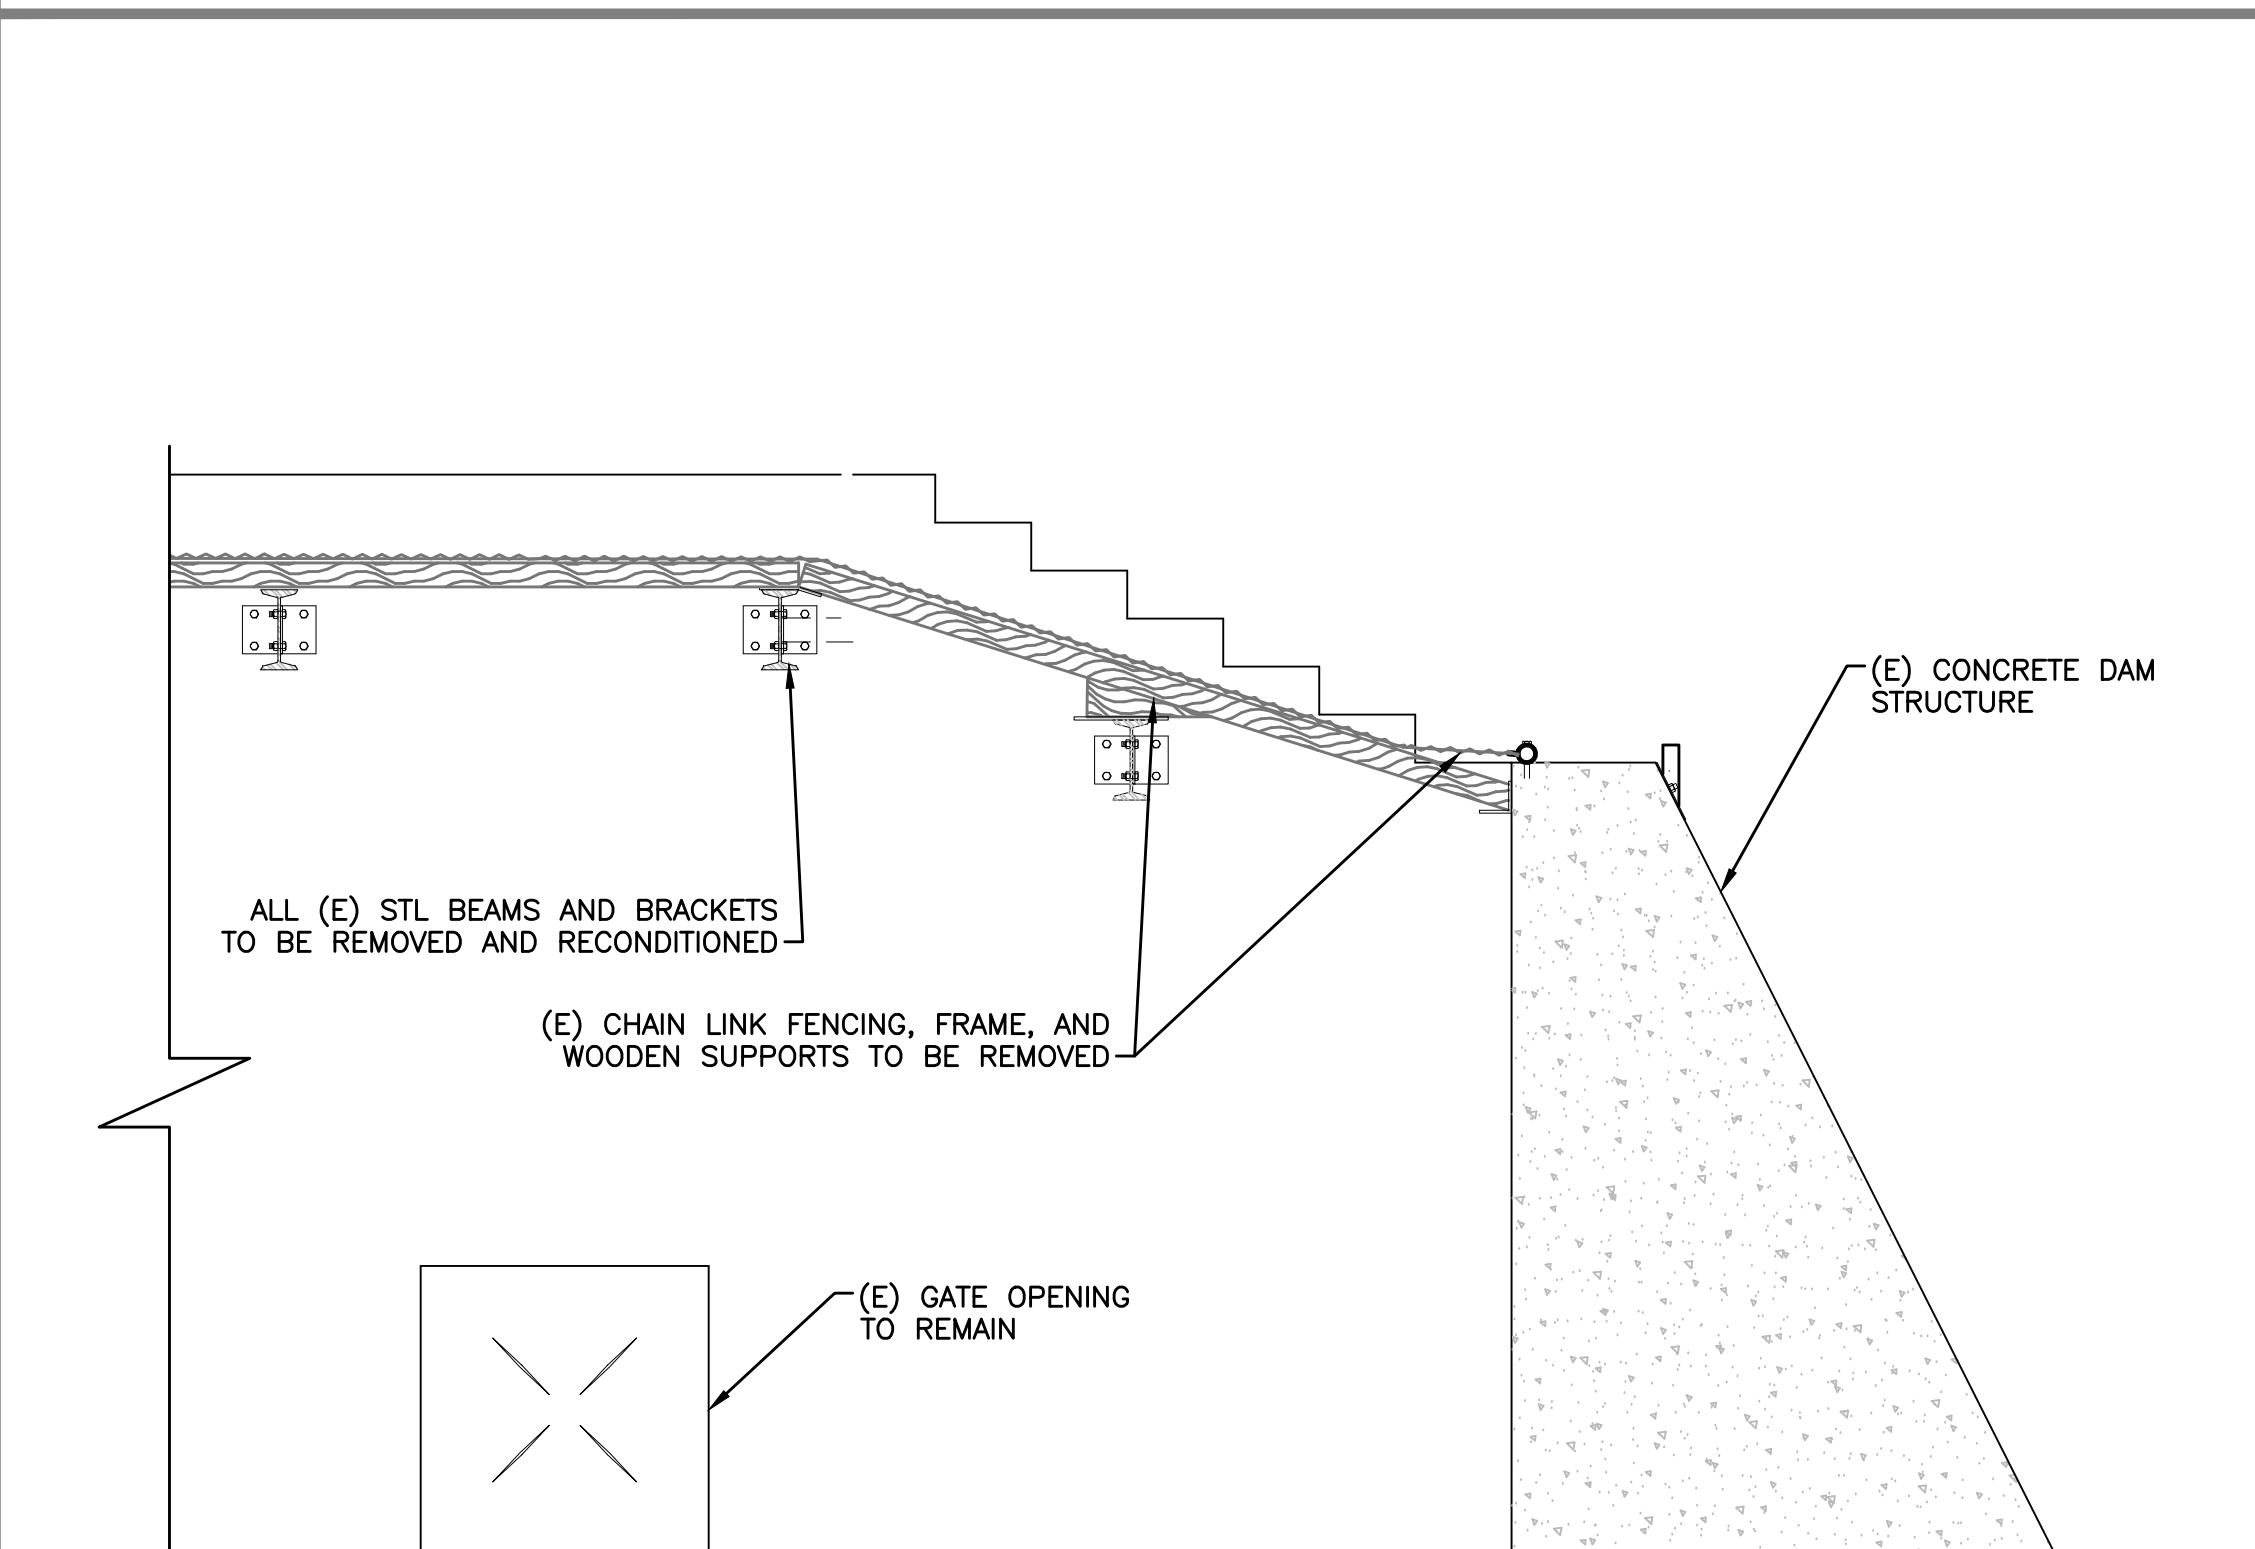 (E) CONCRETE DAM
STRUCTURE
ALL (E) STL BEAMS AND BRACKETS
TO BE REMOVED AND RECONDITIONED
(E) CHAIN LINK FENCING, FRAME, AND
WOODEN SUPPORTS TO BE REMOVED
(E) GATE OPENING
TO REMAIN